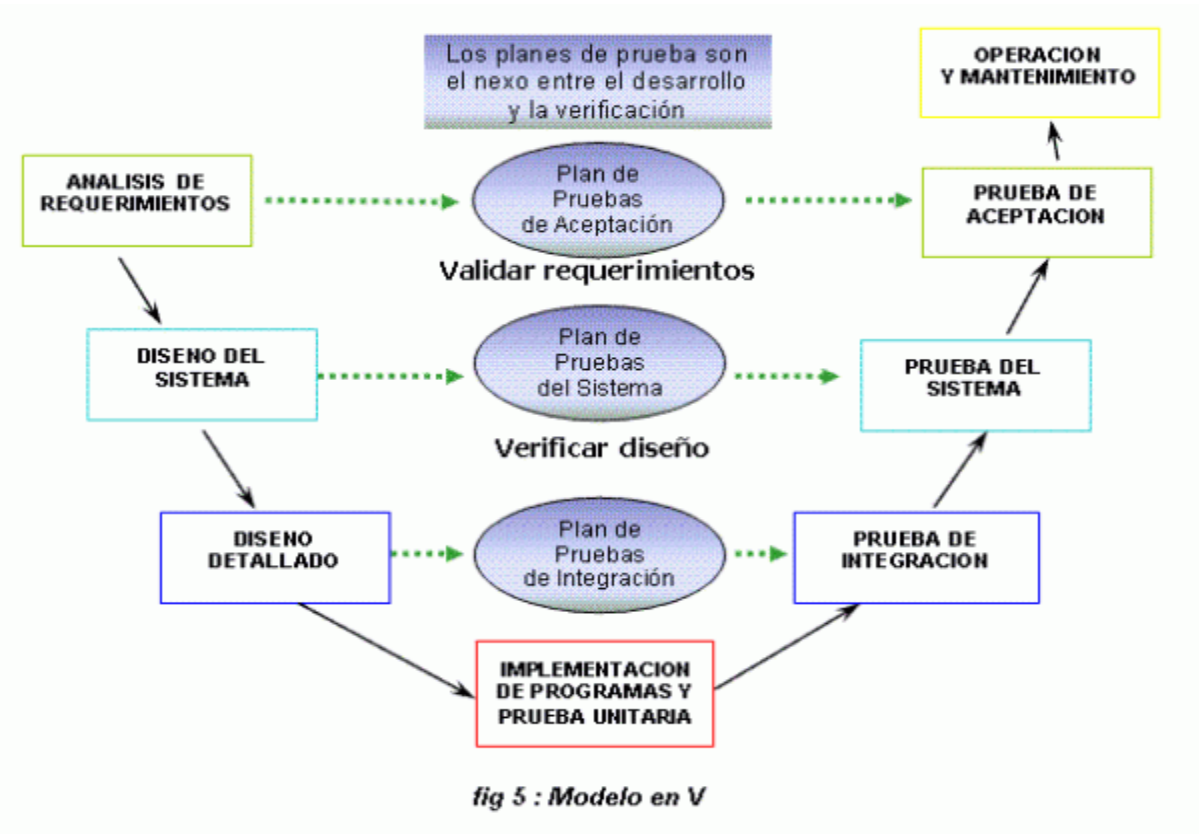 Los planes de prueba son
el nexo entre el desarrollo
y la verificación
OPERACION
Y MANTENIMIENTO
ANALISIS DE
REQUERIMIENTOS
Plan de
Pruebas
de Aceptación
PRUEBA DE
ACEPTACION
Validar requerimientos
DISENO DEL
SISTEMA
Plan de
Pruebas
del Sistema
PRUEBA DEL
SISTEMA
Verificar diseño
DISENO
DETALLADO
Plan de
Pruebas
de Integración
PRUEBA DE
INTEGRACION
IMPLEMENTACION
DE PROGRAMAS Y
PRUEBA UNITARIA
fig 5 : Modelo en V